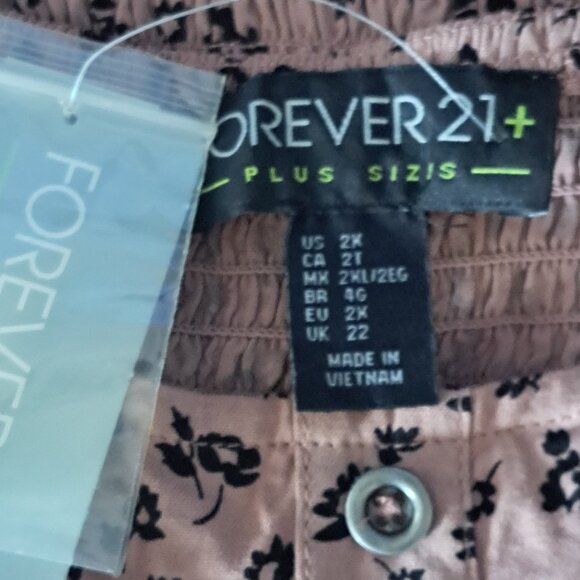 FOREVER 21+
PLUS SIZES
US 2X
CA 2T
MX 2XL/2EG
BR 4G
EU 2X
UK 22
MADE IN
VIETNAM
FOREVER